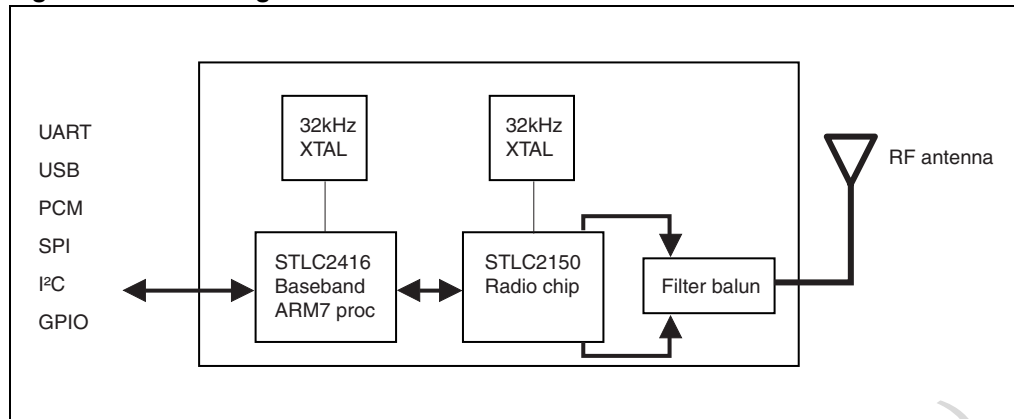 UART
USB
PCM
SPI
I²C
GPIO
32kHz
XTAL
32kHz
XTAL
STLC2416
Baseband
ARM7 proc
STLC2150
Radio chip
Filter balun
RF antenna